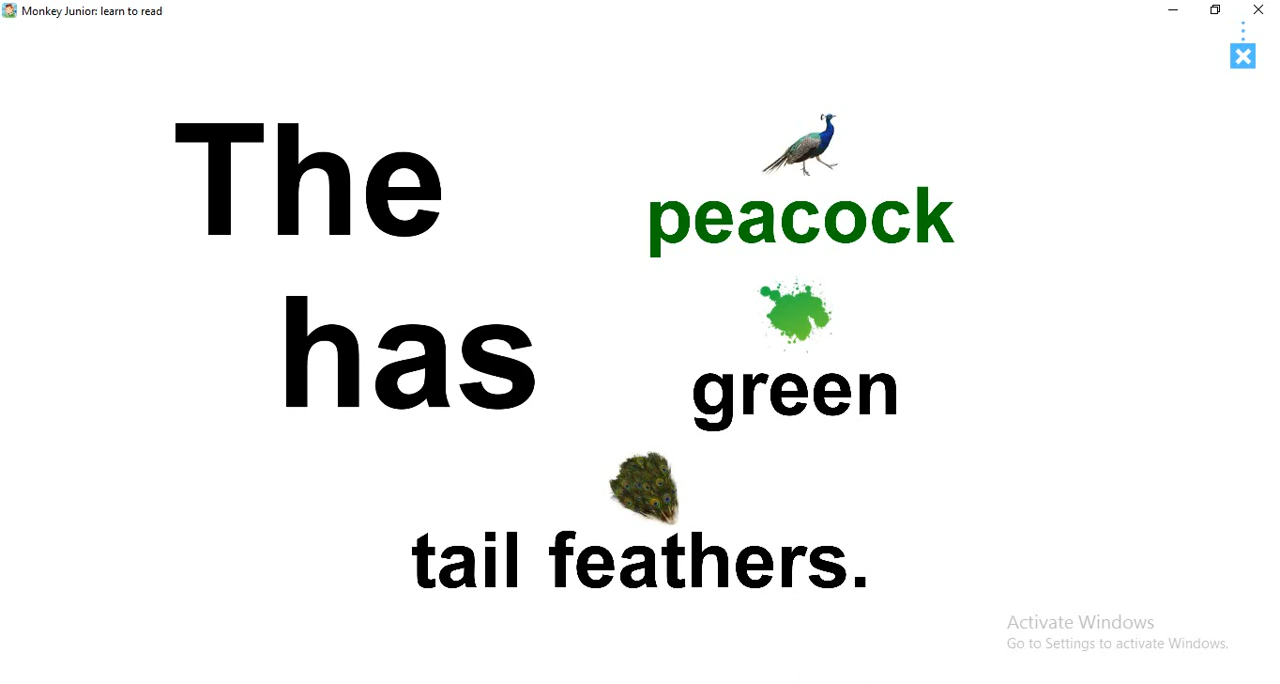 Monkey Junior: learn to read
The peacock
has green
tail feathers.
Activate Windows
Go to Settings to activate Windows.